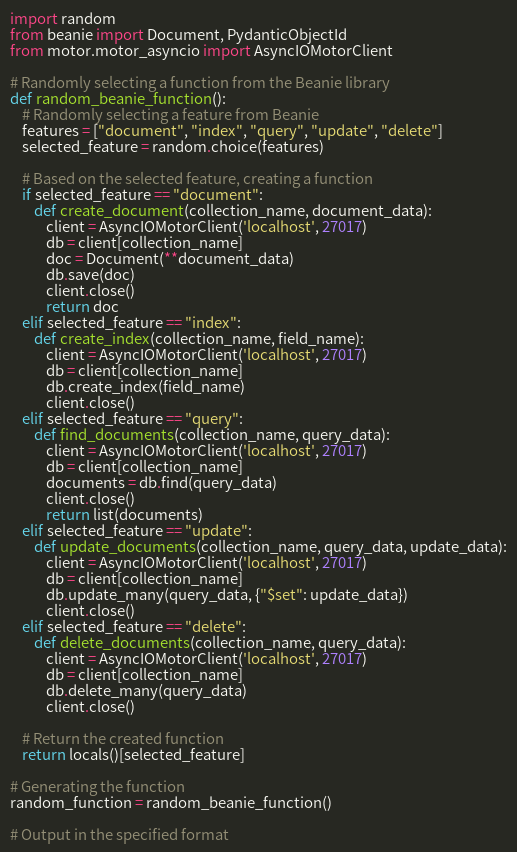 import random
from beanie import Document, PydanticObjectId
from motor.motor_asyncio import AsyncIOMotorClient

# Randomly selecting a function from the Beanie library
def random_beanie_function():
    # Randomly selecting a feature from Beanie
    features = ["document", "index", "query", "update", "delete"]
    selected_feature = random.choice(features)

    # Based on the selected feature, creating a function
    if selected_feature == "document":
        def create_document(collection_name, document_data):
            client = AsyncIOMotorClient('localhost', 27017)
            db = client[collection_name]
            doc = Document(**document_data)
            db.save(doc)
            client.close()
            return doc
    elif selected_feature == "index":
        def create_index(collection_name, field_name):
            client = AsyncIOMotorClient('localhost', 27017)
            db = client[collection_name]
            db.create_index(field_name)
            client.close()
    elif selected_feature == "query":
        def find_documents(collection_name, query_data):
            client = AsyncIOMotorClient('localhost', 27017)
            db = client[collection_name]
            documents = db.find(query_data)
            client.close()
            return list(documents)
    elif selected_feature == "update":
        def update_documents(collection_name, query_data, update_data):
            client = AsyncIOMotorClient('localhost', 27017)
            db = client[collection_name]
            db.update_many(query_data, {"$set": update_data})
            client.close()
    elif selected_feature == "delete":
        def delete_documents(collection_name, query_data):
            client = AsyncIOMotorClient('localhost', 27017)
            db = client[collection_name]
            db.delete_many(query_data)
            client.close()

    # Return the created function
    return locals()[selected_feature]

# Generating the function
random_function = random_beanie_function()

# Output in the specified format